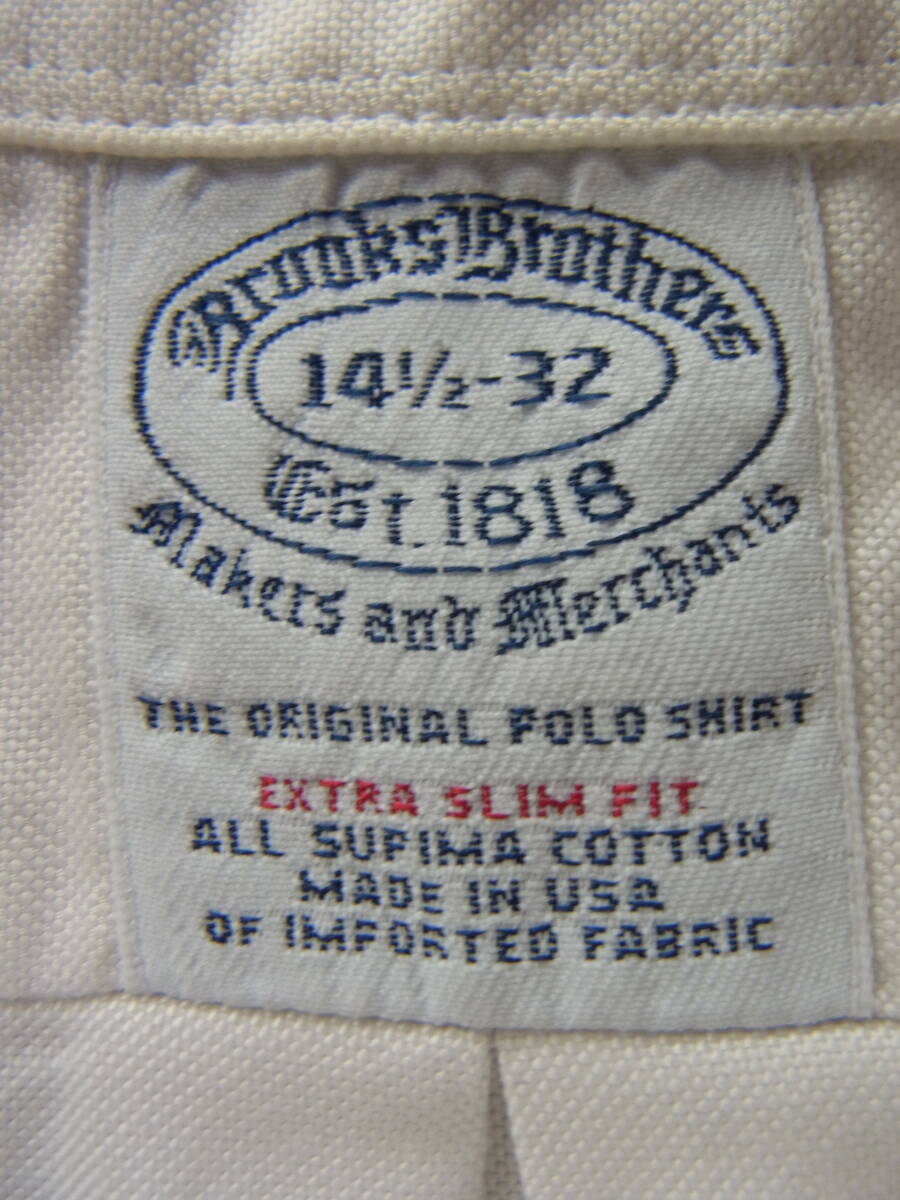 Brooks Brothers
14½-32
Est. 1818
Makers and Merchants
THE ORIGINAL POLO SHIRT
EXTRA SLIM FIT
ALL SUPIMA COTTON
MADE IN USA
OF IMPORTED FABRIC